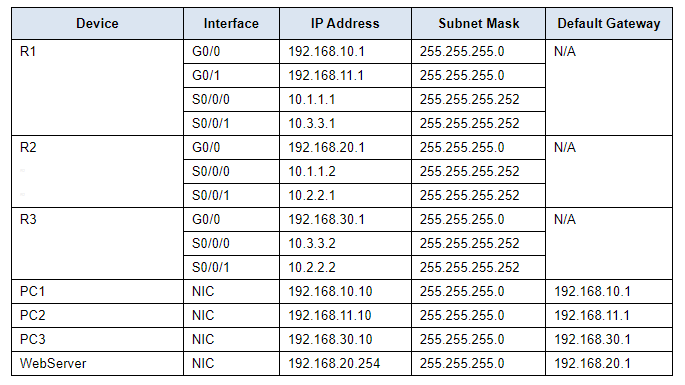 Device Interface IP Address Subnet Mask Default Gateway
R1 G0/0 192.168.10.1 255.255.255.0 N/A
G0/1 192.168.11.1 255.255.255.0
S0/0/0 10.1.1.1 255.255.255.252
S0/0/1 10.3.3.1 255.255.255.252
R2 G0/0 192.168.20.1 255.255.255.0 N/A
S0/0/0 10.1.1.2 255.255.255.252
S0/0/1 10.2.2.1 255.255.255.252
R3 G0/0 192.168.30.1 255.255.255.0 N/A
S0/0/0 10.3.3.2 255.255.255.252
S0/0/1 10.2.2.2 255.255.255.252
PC1 NIC 192.168.10.10 255.255.255.0 192.168.10.1
PC2 NIC 192.168.11.10 255.255.255.0 192.168.11.1
PC3 NIC 192.168.30.10 255.255.255.0 192.168.30.1
WebServer NIC 192.168.20.254 255.255.255.0 192.168.20.1